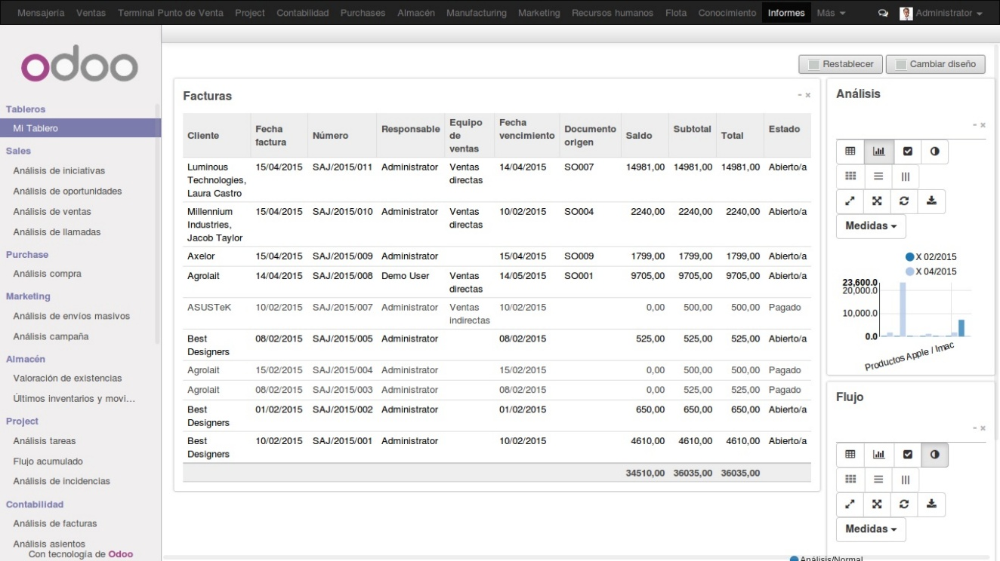 Mensajería Ventas Terminal Punto de Venta Project Contabilidad Purchases Almacén Manufacturing Marketing Recursos humanos Flota Conocimiento Informes Más Administrator
odoo
Tableros
Mi Tablero
Sales
Análisis de iniciativas
Análisis de oportunidades
Análisis de ventas
Análisis de llamadas
Purchase
Análisis compra
Marketing
Análisis de envíos masivos
Análisis campaña
Almacén
Valoración de existencias
Últimos inventarios y movi...
Project
Análisis tareas
Flujo acumulado
Análisis de incidencias
Contabilidad
Análisis de facturas
Análisis asientos
Con tecnología de Odoo
Restablecer Cambiar diseño
Facturas
Cliente Fecha factura Número Responsable Equipo de ventas Fecha vencimiento Documento origen Saldo Subtotal Total Estado
Luminous Technologies, Laura Castro 15/04/2015 SAJ/2015/011 Administrator Ventas directas 14/04/2015 SO007 14981,00 14981,00 14981,00 Abierto/a
Millennium Industries, Jacob Taylor 15/04/2015 SAJ/2015/010 Administrator Ventas directas 10/02/2015 SO004 2240,00 2240,00 2240,00 Abierto/a
Axelor 15/04/2015 SAJ/2015/009 Administrator 15/04/2015 SO009 1799,00 1799,00 1799,00 Abierto/a
Agrolait 14/04/2015 SAJ/2015/008 Demo User Ventas directas 14/05/2015 SO001 9705,00 9705,00 9705,00 Abierto/a
ASUSTeK 10/02/2015 SAJ/2015/007 Administrator Ventas indirectas 10/02/2015 0,00 500,00 500,00 Pagado
Best Designers 08/02/2015 SAJ/2015/005 Administrator 08/02/2015 525,00 525,00 525,00 Abierto/a
Agrolait 15/02/2015 SAJ/2015/004 Administrator 15/02/2015 0,00 500,00 500,00 Pagado
Agrolait 08/02/2015 SAJ/2015/003 Administrator 08/02/2015 0,00 525,00 525,00 Pagado
Best Designers 01/02/2015 SAJ/2015/002 Administrator 01/02/2015 650,00 650,00 650,00 Abierto/a
Best Designers 10/02/2015 SAJ/2015/001 Administrator 10/02/2015 4610,00 4610,00 4610,00 Abierto/a
34510,00 36035,00 36035,00
Análisis
Medidas
X 02/2015
X 04/2015
23,600.0
20,000.0
10,000.0
0.0
Productos Apple / Imac
Flujo
Medidas
Análisis/Normal